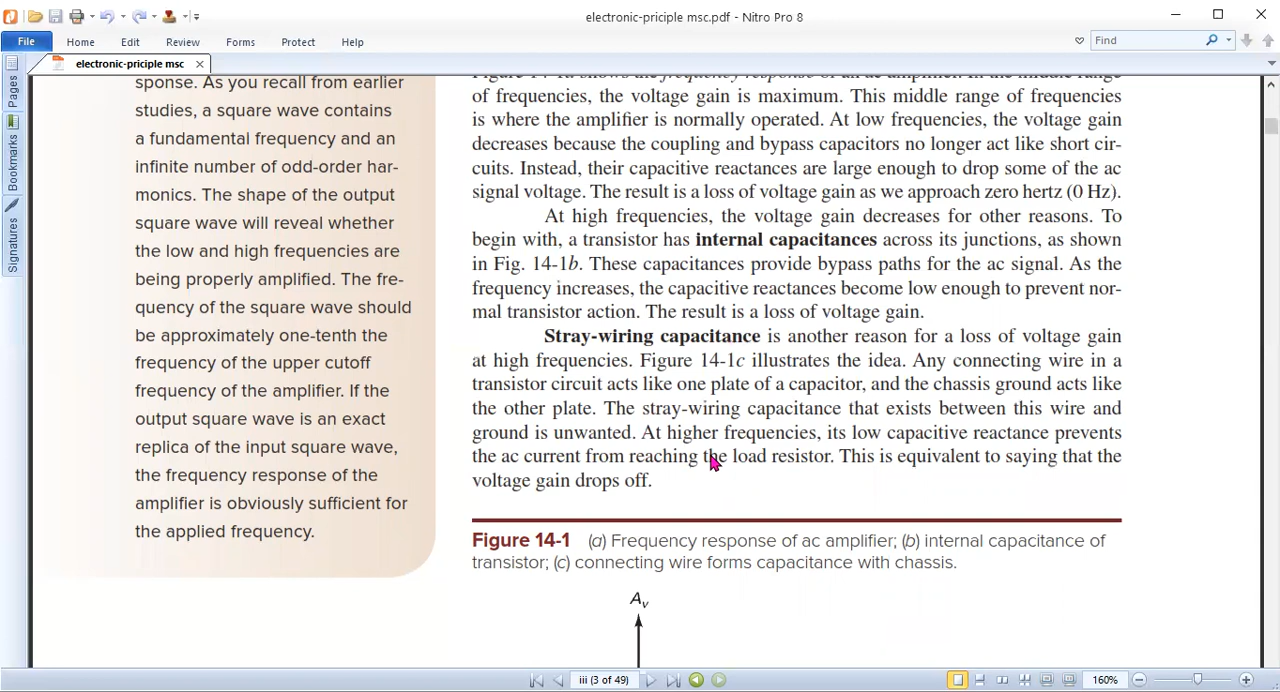 electronic-priciple msc.pdf - Nitro Pro 8
File Home Edit Review Forms Protect Help
Find
electronic-priciple msc
Pages
Bookmarks
Signatures
sponse. As you recall from earlier
studies, a square wave contains
a fundamental frequency and an
infinite number of odd-order har-
monics. The shape of the output
square wave will reveal whether
the low and high frequencies are
being properly amplified. The fre-
quency of the square wave should
be approximately one-tenth the
frequency of the upper cutoff
frequency of the amplifier. If the
output square wave is an exact
replica of the input square wave,
the frequency response of the
amplifier is obviously sufficient for
the applied frequency.
shows the frequency response of an ac amplifier. In the middle range
of frequencies, the voltage gain is maximum. This middle range of frequencies
is where the amplifier is normally operated. At low frequencies, the voltage gain
decreases because the coupling and bypass capacitors no longer act like short cir-
cuits. Instead, their capacitive reactances are large enough to drop some of the ac
signal voltage. The result is a loss of voltage gain as we approach zero hertz (0 Hz).
At high frequencies, the voltage gain decreases for other reasons. To
begin with, a transistor has internal capacitances across its junctions, as shown
in Fig. 14-1b. These capacitances provide bypass paths for the ac signal. As the
frequency increases, the capacitive reactances become low enough to prevent nor-
mal transistor action. The result is a loss of voltage gain.
Stray-wiring capacitance is another reason for a loss of voltage gain
at high frequencies. Figure 14-1c illustrates the idea. Any connecting wire in a
transistor circuit acts like one plate of a capacitor, and the chassis ground acts like
the other plate. The stray-wiring capacitance that exists between this wire and
ground is unwanted. At higher frequencies, its low capacitive reactance prevents
the ac current from reaching the load resistor. This is equivalent to saying that the
voltage gain drops off.
Figure 14-1 (a) Frequency response of ac amplifier; (b) internal capacitance of
transistor; (c) connecting wire forms capacitance with chassis.
Av
iii (3 of 49)
160%